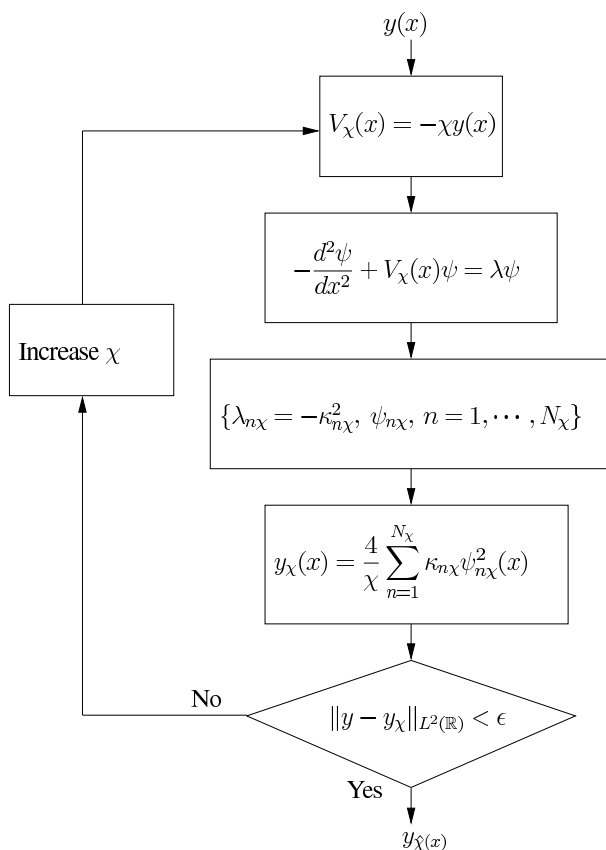 y(x)
V_χ(x) = −χy(x)
−d²ψ/dx² + V_χ(x)ψ = λψ
Increase χ
{λ_{nχ} = −κ²_{nχ}, ψ_{nχ}, n = 1, ⋯ , N_χ}
y_χ(x) = 4/χ ∑_{n=1}^{N_χ} κ_{nχ}ψ²_{nχ}(x)
No
‖y − y_χ‖_{L²(ℝ)} < ϵ
Yes
y_{χ̂(x)}